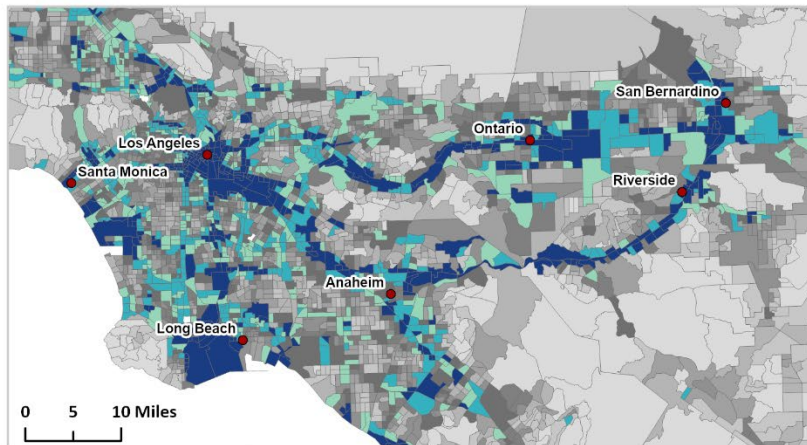 San Bernardino
Ontario
Los Angeles
Santa Monica
Riverside
Anaheim
Long Beach
0 5 10 Miles